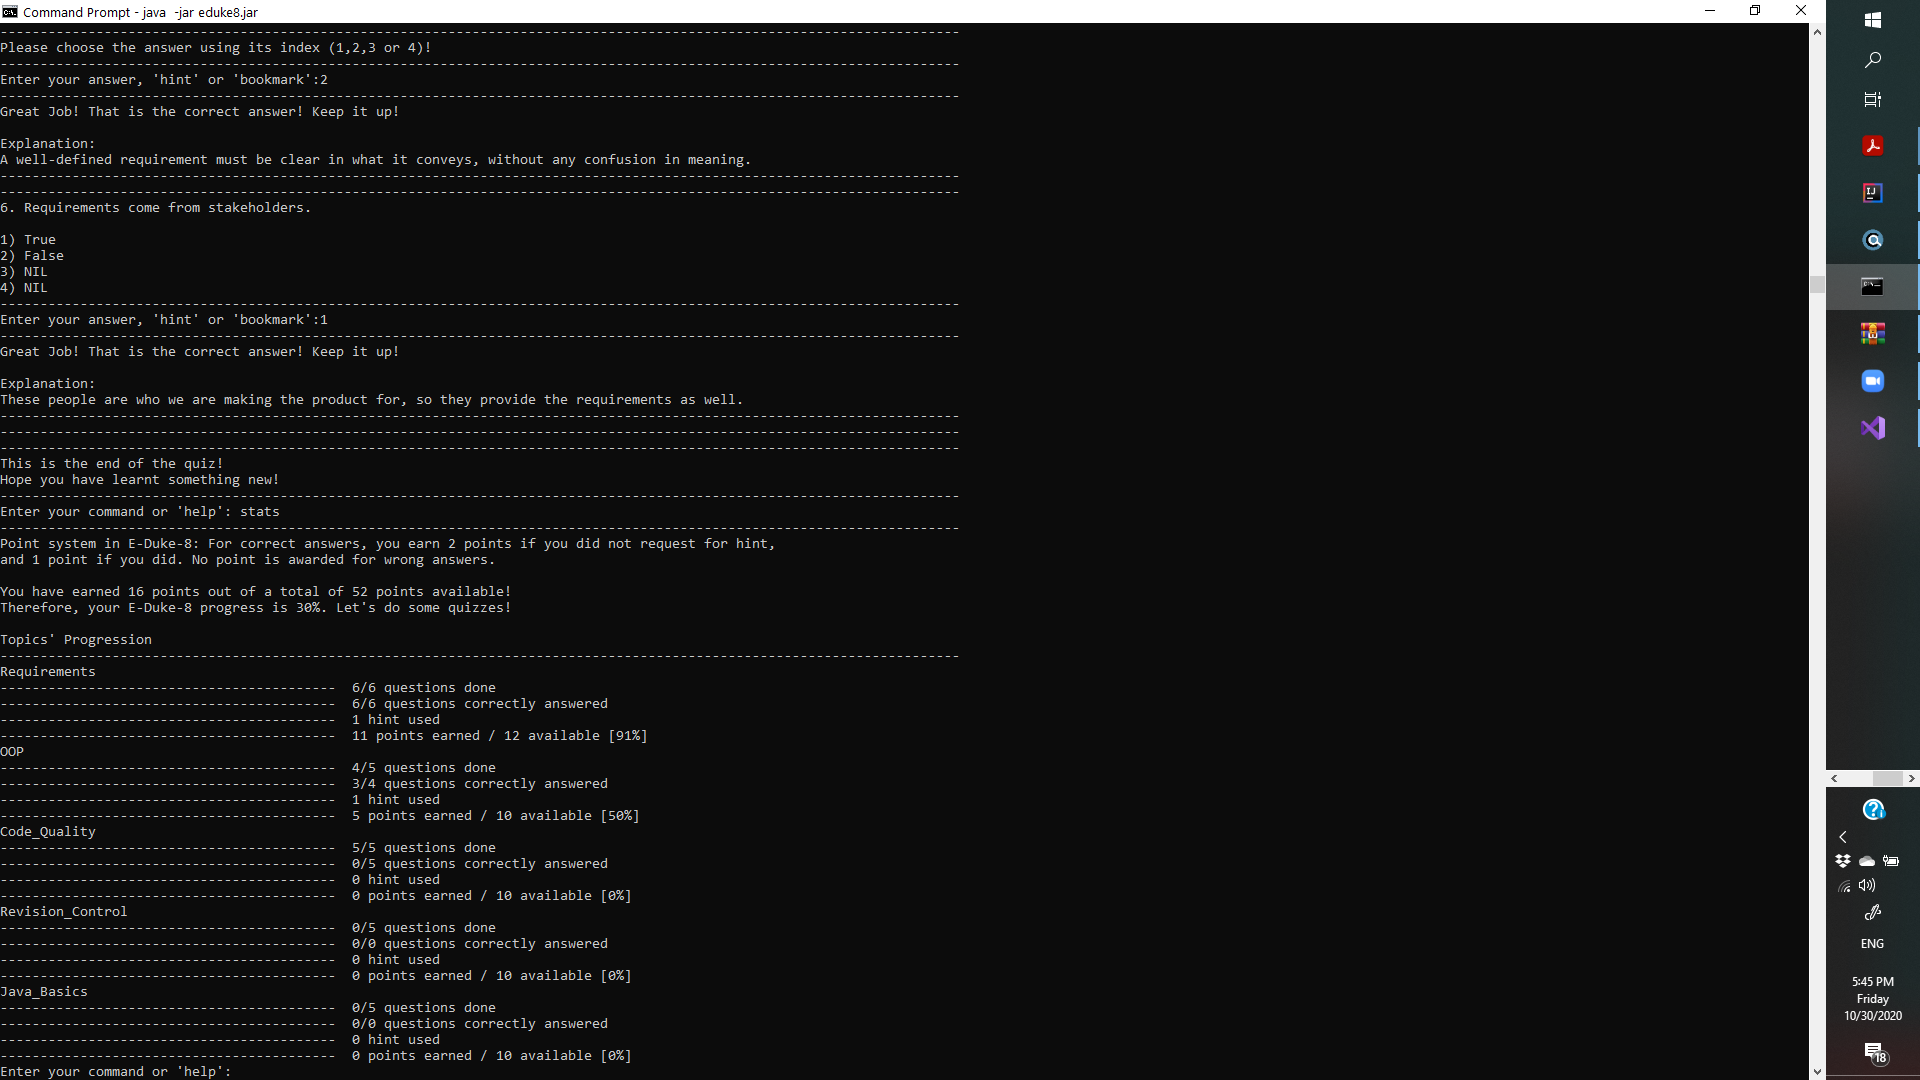 Command Prompt - java  -jar eduke8.jar
------------------------------------------------------------------------------------------------------------------------
Please choose the answer using its index (1,2,3 or 4)!
------------------------------------------------------------------------------------------------------------------------
Enter your answer, 'hint' or 'bookmark':2
------------------------------------------------------------------------------------------------------------------------
Great Job! That is the correct answer! Keep it up!

Explanation:
A well-defined requirement must be clear in what it conveys, without any confusion in meaning.
------------------------------------------------------------------------------------------------------------------------
------------------------------------------------------------------------------------------------------------------------
6. Requirements come from stakeholders.

1) True
2) False
3) NIL
4) NIL
------------------------------------------------------------------------------------------------------------------------
Enter your answer, 'hint' or 'bookmark':1
------------------------------------------------------------------------------------------------------------------------
Great Job! That is the correct answer! Keep it up!

Explanation:
These people are who we are making the product for, so they provide the requirements as well.
------------------------------------------------------------------------------------------------------------------------
------------------------------------------------------------------------------------------------------------------------
------------------------------------------------------------------------------------------------------------------------
This is the end of the quiz!
Hope you have learnt something new!
------------------------------------------------------------------------------------------------------------------------
Enter your command or 'help': stats
------------------------------------------------------------------------------------------------------------------------
Point system in E-Duke-8: For correct answers, you earn 2 points if you did not request for hint,
and 1 point if you did. No point is awarded for wrong answers.

You have earned 16 points out of a total of 52 points available!
Therefore, your E-Duke-8 progress is 30%. Let's do some quizzes!

Topics' Progression
------------------------------------------------------------------------------------------------------------------------
Requirements
------------------------------------------  6/6 questions done
------------------------------------------  6/6 questions correctly answered
------------------------------------------  1 hint used
------------------------------------------  11 points earned / 12 available [91%]
OOP
------------------------------------------  4/5 questions done
------------------------------------------  3/4 questions correctly answered
------------------------------------------  1 hint used
------------------------------------------  5 points earned / 10 available [50%]
Code_Quality
------------------------------------------  5/5 questions done
------------------------------------------  0/5 questions correctly answered
------------------------------------------  0 hint used
------------------------------------------  0 points earned / 10 available [0%]
Revision_Control
------------------------------------------  0/5 questions done
------------------------------------------  0/0 questions correctly answered
------------------------------------------  0 hint used
------------------------------------------  0 points earned / 10 available [0%]
Java_Basics
------------------------------------------  0/5 questions done
------------------------------------------  0/0 questions correctly answered
------------------------------------------  0 hint used
------------------------------------------  0 points earned / 10 available [0%]
Enter your command or 'help':
ENG
5:45 PM
Friday
10/30/2020
18